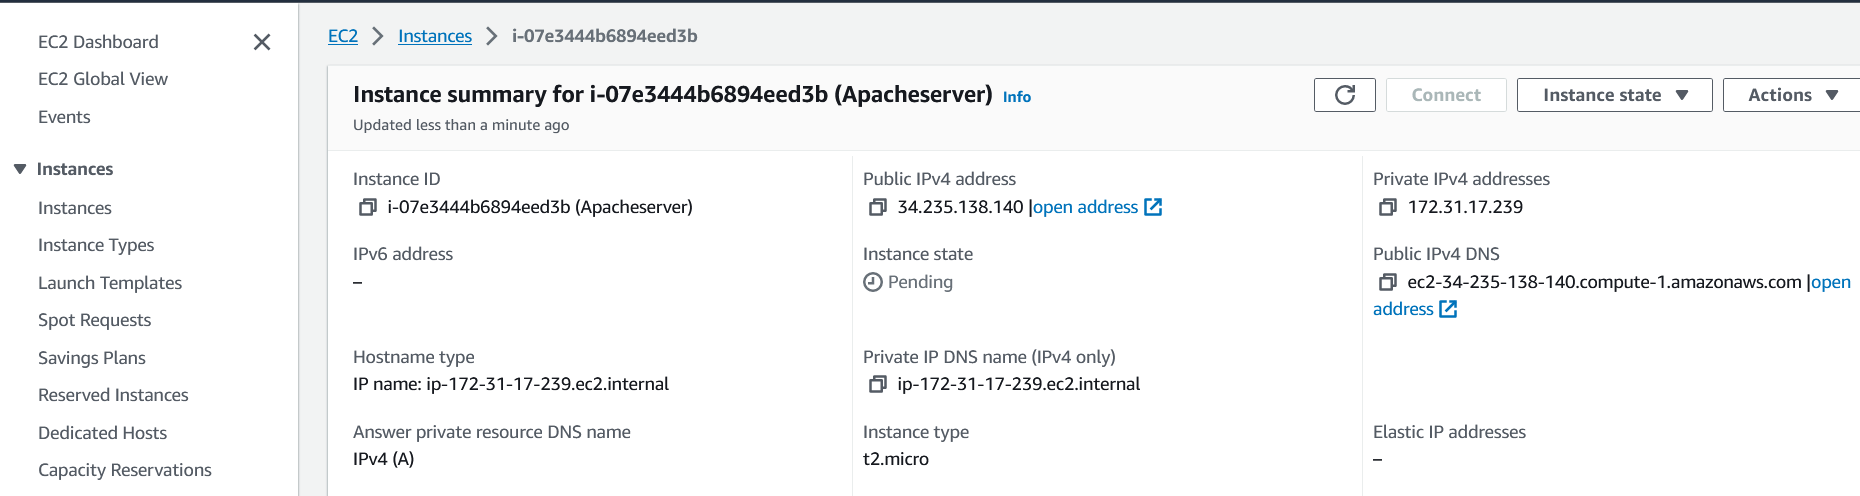 EC2 Dashboard
EC2 Global View
Events
Instances
Instances
Instance Types
Launch Templates
Spot Requests
Savings Plans
Reserved Instances
Dedicated Hosts
Capacity Reservations
EC2 > Instances > i-07e3444b6894eed3b
Instance summary for i-07e3444b6894eed3b (Apacheserver) Info
Updated less than a minute ago
Connect
Instance state
Actions
Instance ID
i-07e3444b6894eed3b (Apacheserver)
Public IPv4 address
34.235.138.140 |open address
Private IPv4 addresses
172.31.17.239
IPv6 address
–
Instance state
Pending
Public IPv4 DNS
ec2-34-235-138-140.compute-1.amazonaws.com |open
address
Hostname type
IP name: ip-172-31-17-239.ec2.internal
Private IP DNS name (IPv4 only)
ip-172-31-17-239.ec2.internal
Answer private resource DNS name
IPv4 (A)
Instance type
t2.micro
Elastic IP addresses
–